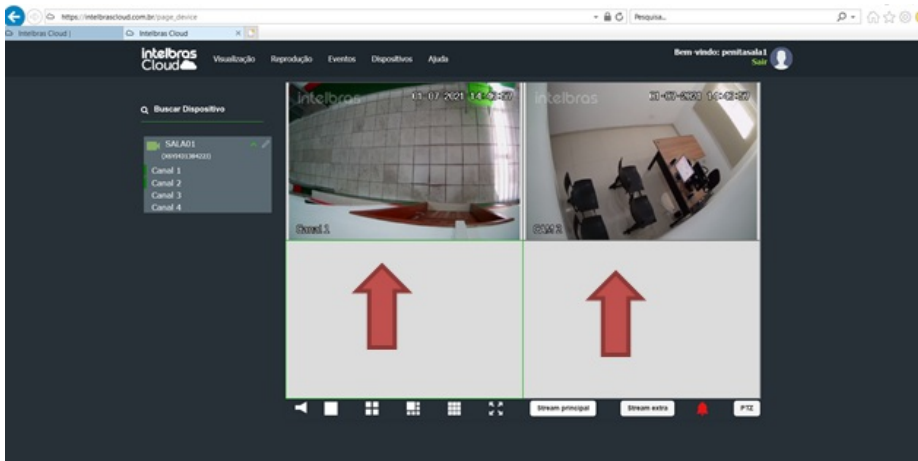 https://intelbrascloud.com.br/page_device
Pesquisa...
Intelbras Cloud |
Intelbras Cloud
intelbras
Cloud
Visualização
Reprodução
Eventos
Dispositivos
Ajuda
Bem-vindo: penitasala1
Sair
Buscar Dispositivo
SALA01
Canal 1
Canal 2
Canal 3
Canal 4
intelbras
Canal 1
intelbras
CAM 2
Stream principal
Stream extra
PTZ